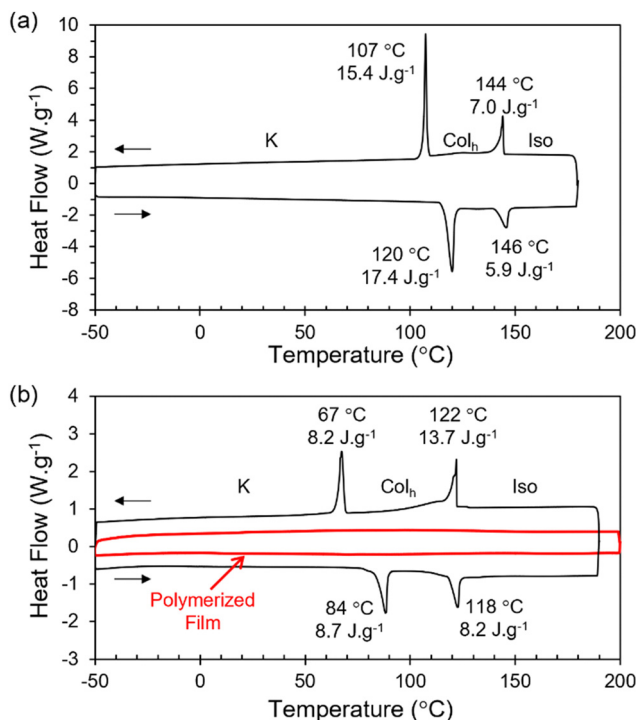 (a)
10
8
6
4
2
0
-2
-4
-6
-8
Heat Flow (W.g-1)
107 °C
15.4 J.g-1
144 °C
7.0 J.g-1
K
Colh
Iso
120 °C
17.4 J.g-1
146 °C
5.9 J.g-1
-50 0 50 100 150 200
Temperature (°C)
(b)
4
3
2
1
0
-1
-2
-3
Heat Flow (W.g-1)
67 °C
8.2 J.g-1
122 °C
13.7 J.g-1
K
Colh
Iso
Polymerized
Film
84 °C
8.7 J.g-1
118 °C
8.2 J.g-1
-50 0 50 100 150 200
Temperature (°C)